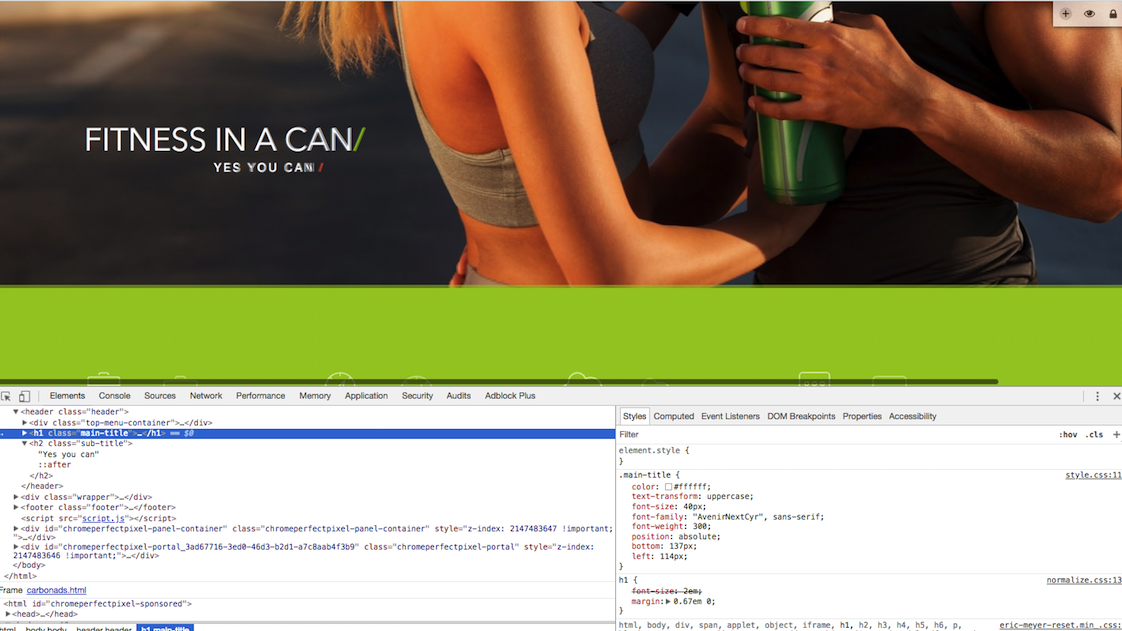 FITNESS IN A CAN/
YES YOU CAN /
Elements Console Sources Network Performance Memory Application Security Audits Adblock Plus
▼<header class="header">
▶<div class="top-menu-container">…</div>
▶<h1 class="main-title">…</h1> == $0
▼<h2 class="sub-title">
"Yes you can"
::after
</h2>
</header>
▶<div class="wrapper">…</div>
▶<footer class="footer">…</footer>
<script src="script.js"></script>
▶<div id="chromeperfectpixel-panel-container" class="chromeperfectpixel-panel-container" style="z-index: 2147483647 !important;
">…</div>
▶<div id="chromeperfectpixel-portal_3ad67716-3ed0-46d3-b2d1-a7c8aab4f3b9" class="chromeperfectpixel-portal" style="z-index:
2147483646 !important;">…</div>
</body>
</html>
Frame carbonads.html
<html id="chromeperfectpixel-sponsored">
▶<head>…</head>
html body body header header h1 main-title
Styles Computed Event Listeners DOM Breakpoints Properties Accessibility
Filter :hov .cls +
element.style {
}
.main-title { style.css:11
color: #ffffff;
text-transform: uppercase;
font-size: 40px;
font-family: "AvenirNextCyr", sans-serif;
font-weight: 300;
position: absolute;
bottom: 137px;
left: 114px;
}
h1 { normalize.css:13
font-size: 2em;
margin:▶ 0.67em 0;
}
html, body, div, span, applet, object, iframe, h1, h2, h3, h4, h5, h6, p, eric-meyer-reset.min_.css: